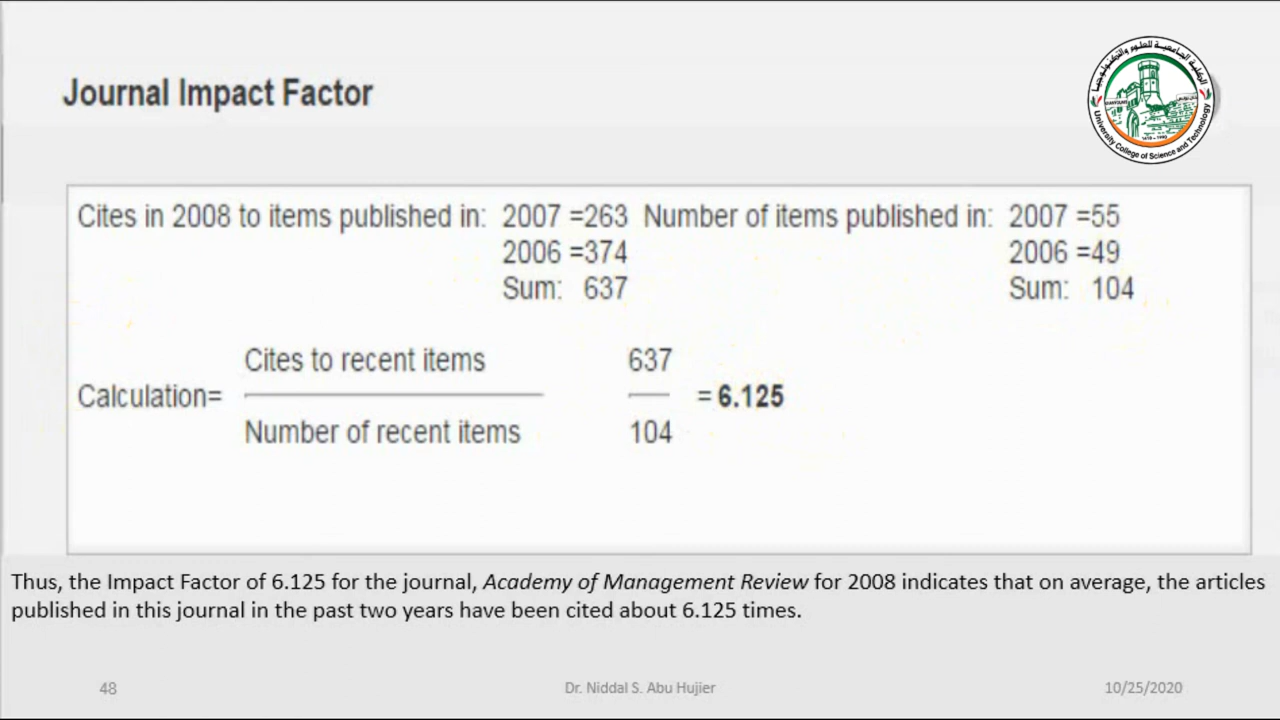 Journal Impact Factor
الكلية الجامعية للعلوم والتكنولوجيا
University College of Science and Technology
Cites in 2008 to items published in: 2007 =263 Number of items published in: 2007 =55
2006 =374 2006 =49
Sum: 637 Sum: 104
Cites to recent items 637
Calculation= = 6.125
Number of recent items 104
Thus, the Impact Factor of 6.125 for the journal, Academy of Management Review for 2008 indicates that on average, the articles
published in this journal in the past two years have been cited about 6.125 times.
48 Dr. Niddal S. Abu Hujier 10/25/2020